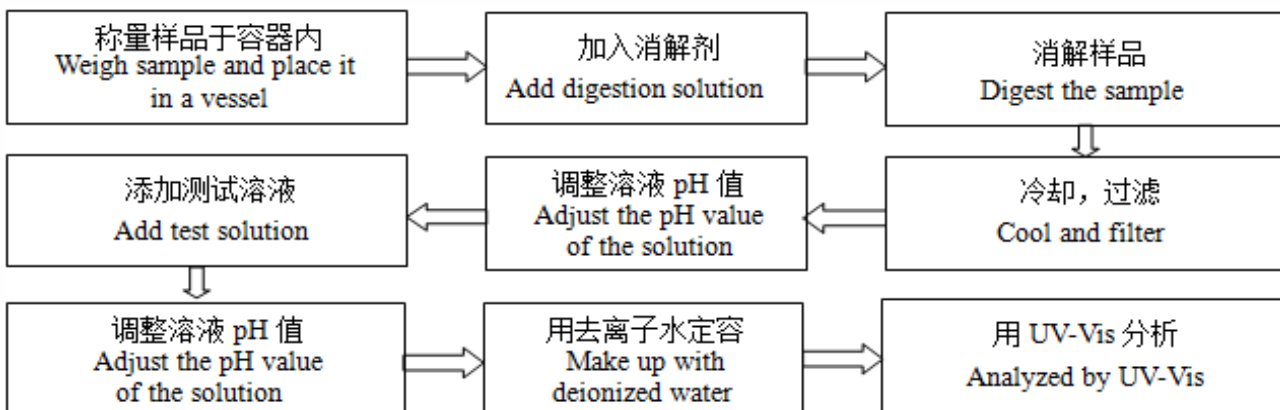 称量样品于容器内
Weigh sample and place it
in a vessel
加入消解剂
Add digestion solution
消解样品
Digest the sample
冷却，过滤
Cool and filter
调整溶液 pH 值
Adjust the pH value
of the solution
添加测试溶液
Add test solution
调整溶液 pH 值
Adjust the pH value
of the solution
用去离子水定容
Make up with
deionized water
用 UV-Vis 分析
Analyzed by UV-Vis